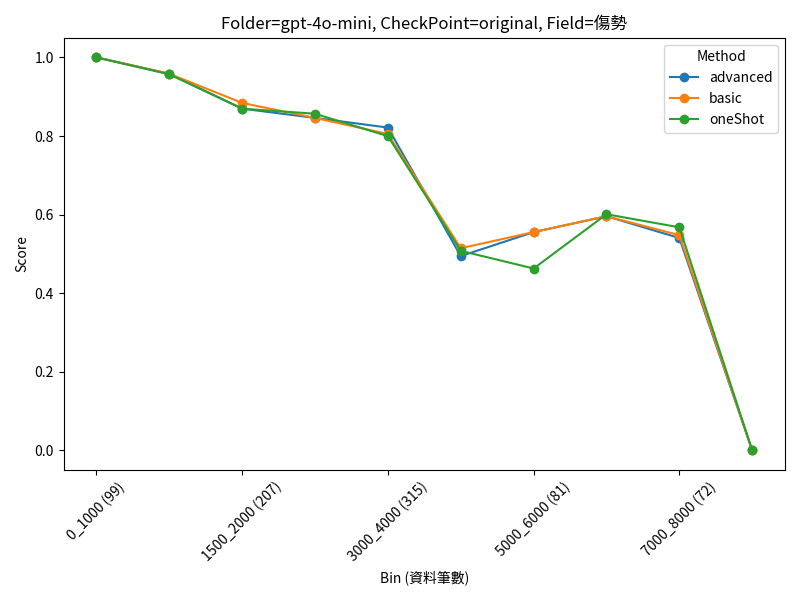 Folder=gpt-4o-mini, CheckPoint=original, Field=傷勢
Method
advanced
basic
oneShot
Score
1.0
0.8
0.6
0.4
0.2
0.0
0_1000 (99)
1500_2000 (207)
3000_4000 (315)
5000_6000 (81)
7000_8000 (72)
Bin (資料筆數)